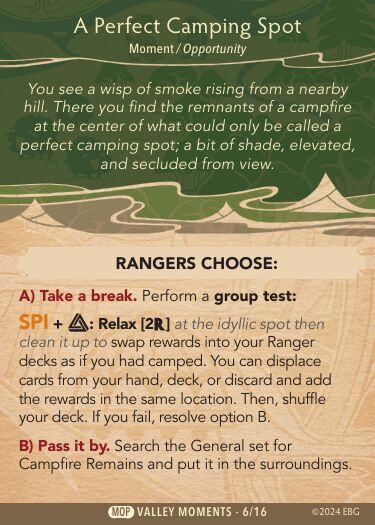 A Perfect Camping Spot
Moment / Opportunity
You see a wisp of smoke rising from a nearby
hill. There you find the remnants of a campfire
at the center of what could only be called a
perfect camping spot; a bit of shade, elevated,
and secluded from view.
RANGERS CHOOSE:
A) Take a break. Perform a group test:
SPI + : Relax [2R] at the idyllic spot then
clean it up to swap rewards into your Ranger
decks as if you had camped. You can displace
cards from your hand, deck, or discard and add
the rewards in the same location. Then, shuffle
your deck. If you fail, resolve option B.
B) Pass it by. Search the General set for
Campfire Remains and put it in the surroundings.
MOP VALLEY MOMENTS - 6/16 ©2024 EBG